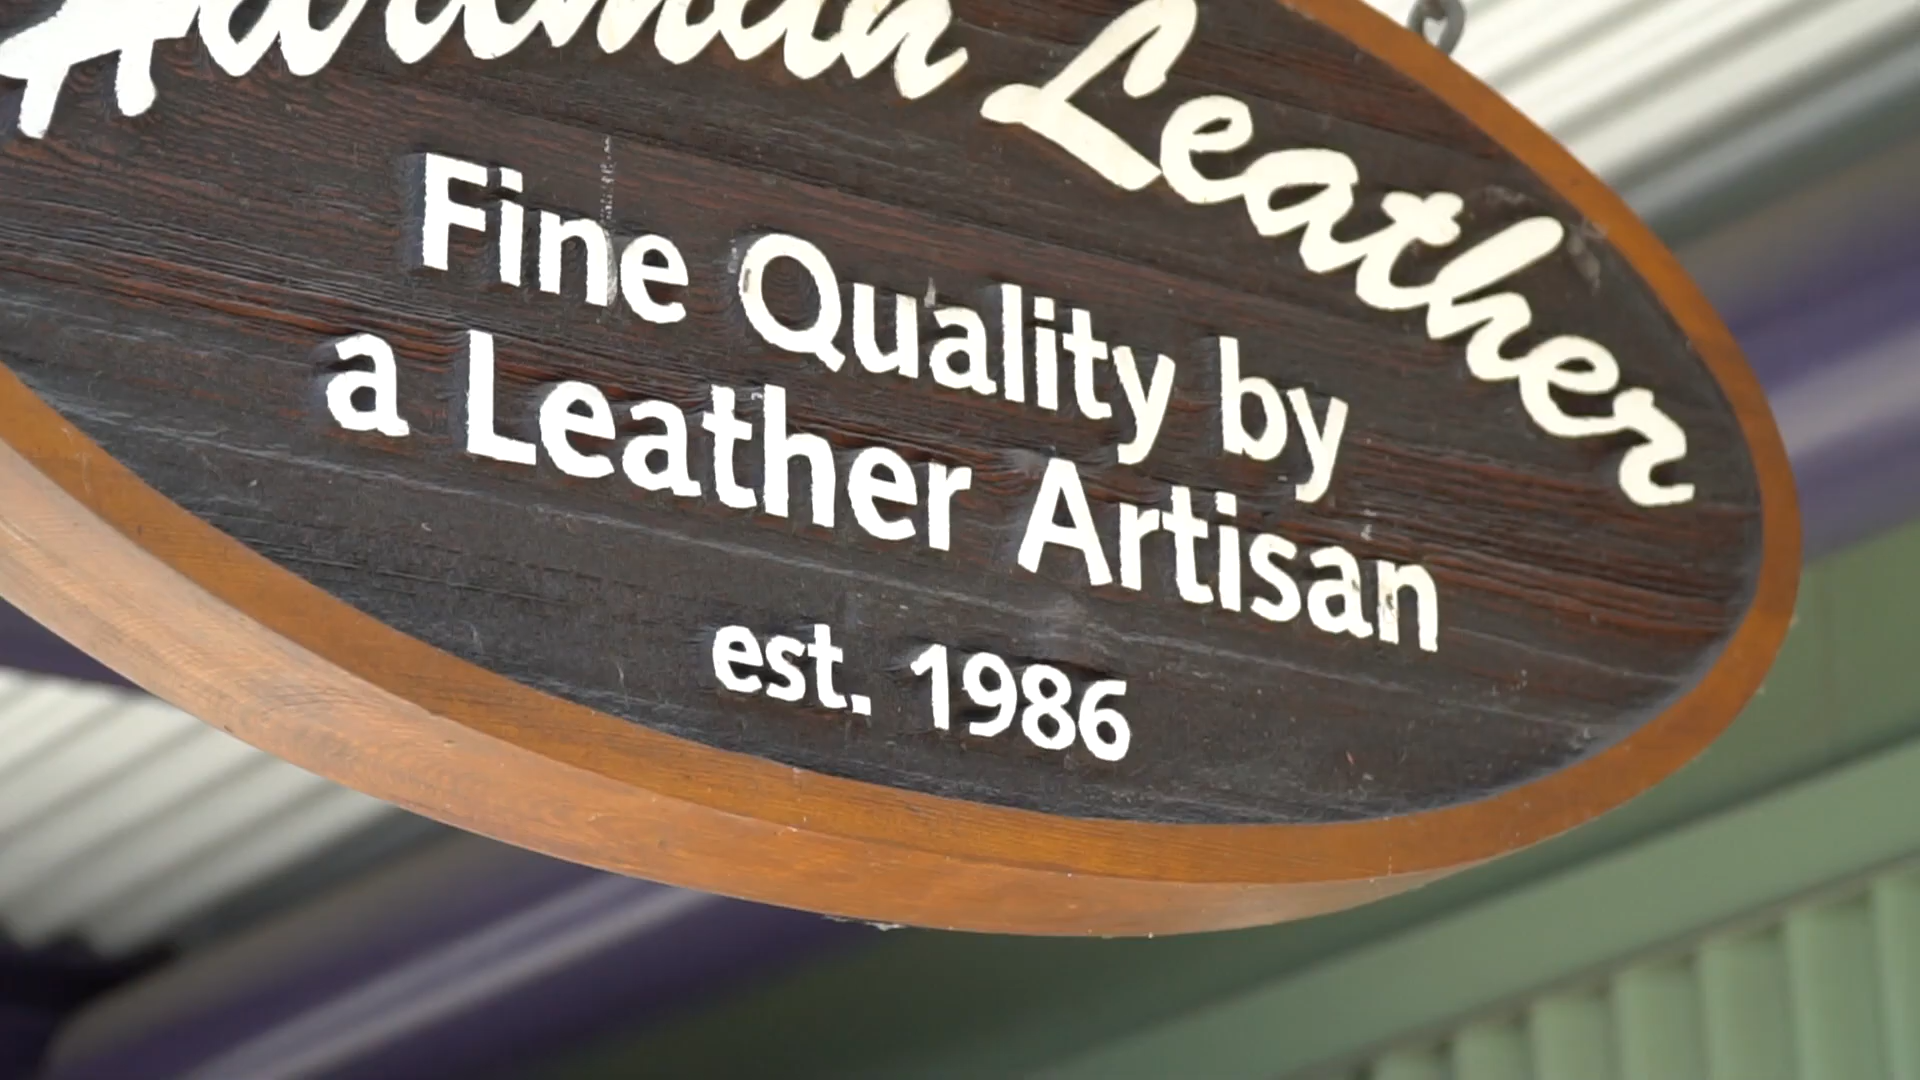 Leather
Fine Quality by
a Leather Artisan
est. 1986